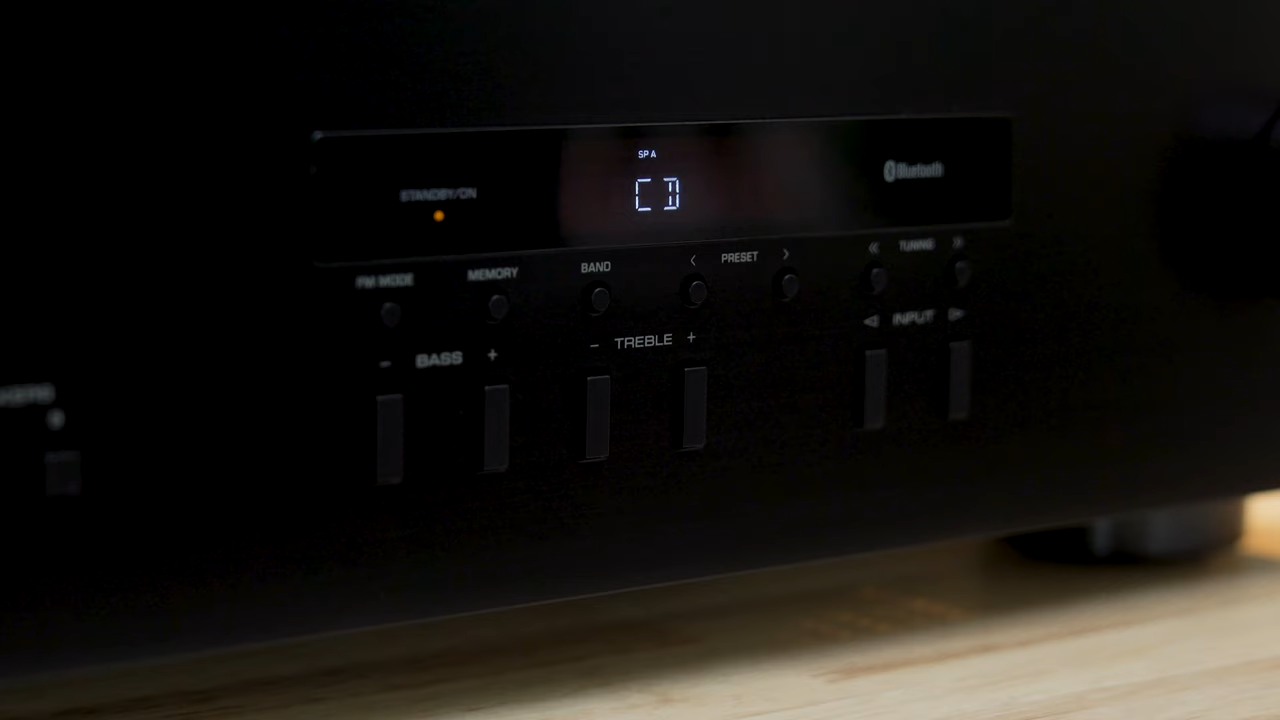 SP A
CD
STANDBY/ON
Bluetooth
FM MODE
MEMORY
BAND
< PRESET >
« TUNING »
− BASS +
− TREBLE +
◁ INPUT ▷